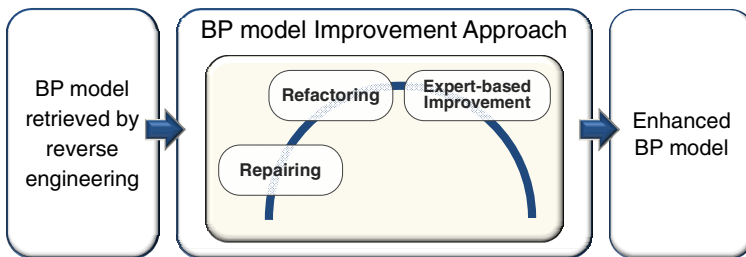 BP model
retrieved by
reverse
engineering
BP model Improvement Approach
Refactoring
Expert-based
Improvement
Repairing
Enhanced
BP model